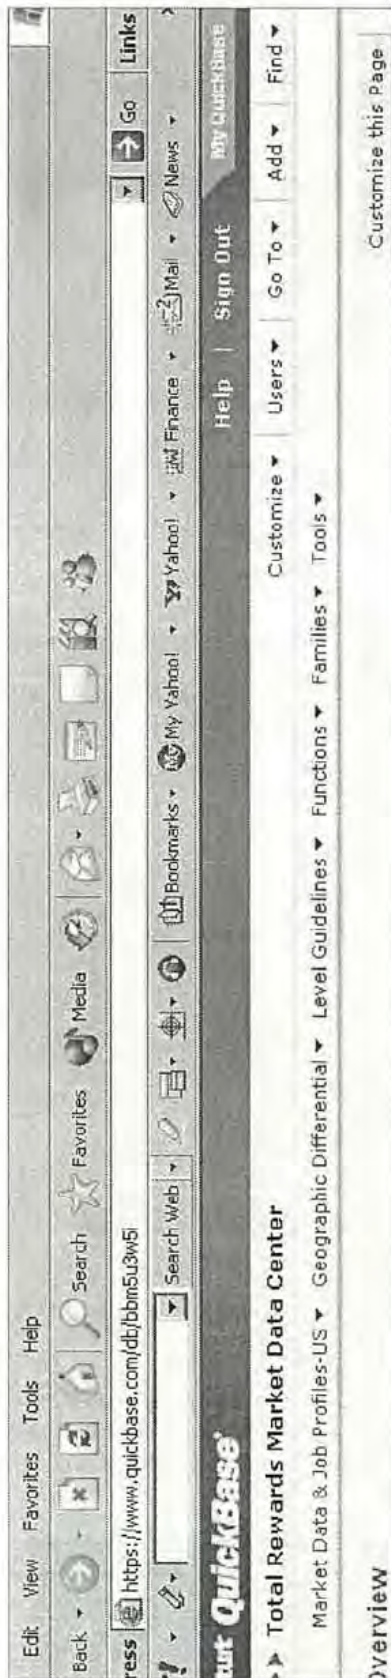 Edit View Favorites Tools Help
Back Search Favorites Media
ress https://www.quickbase.com/db/bbm5u3w5i Go Links
Search Web Bookmarks My Yahoo! Yahoo! Finance Mail News
QuickBase Help | Sign Out My QuickBase
Total Rewards Market Data Center Customize Users Go To Add Find
Market Data & Job Profiles-US Geographic Differential Level Guidelines Functions Families Tools
verview Customize this Page